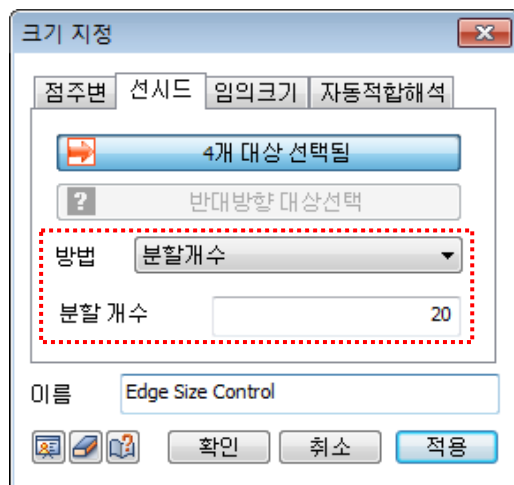 크기 지정
점주변 선시드 임의크기 자동적합해석
4개 대상 선택됨
반대방향 대상선택
방법 분할개수
분할 개수 20
이름 Edge Size Control
확인 취소 적용